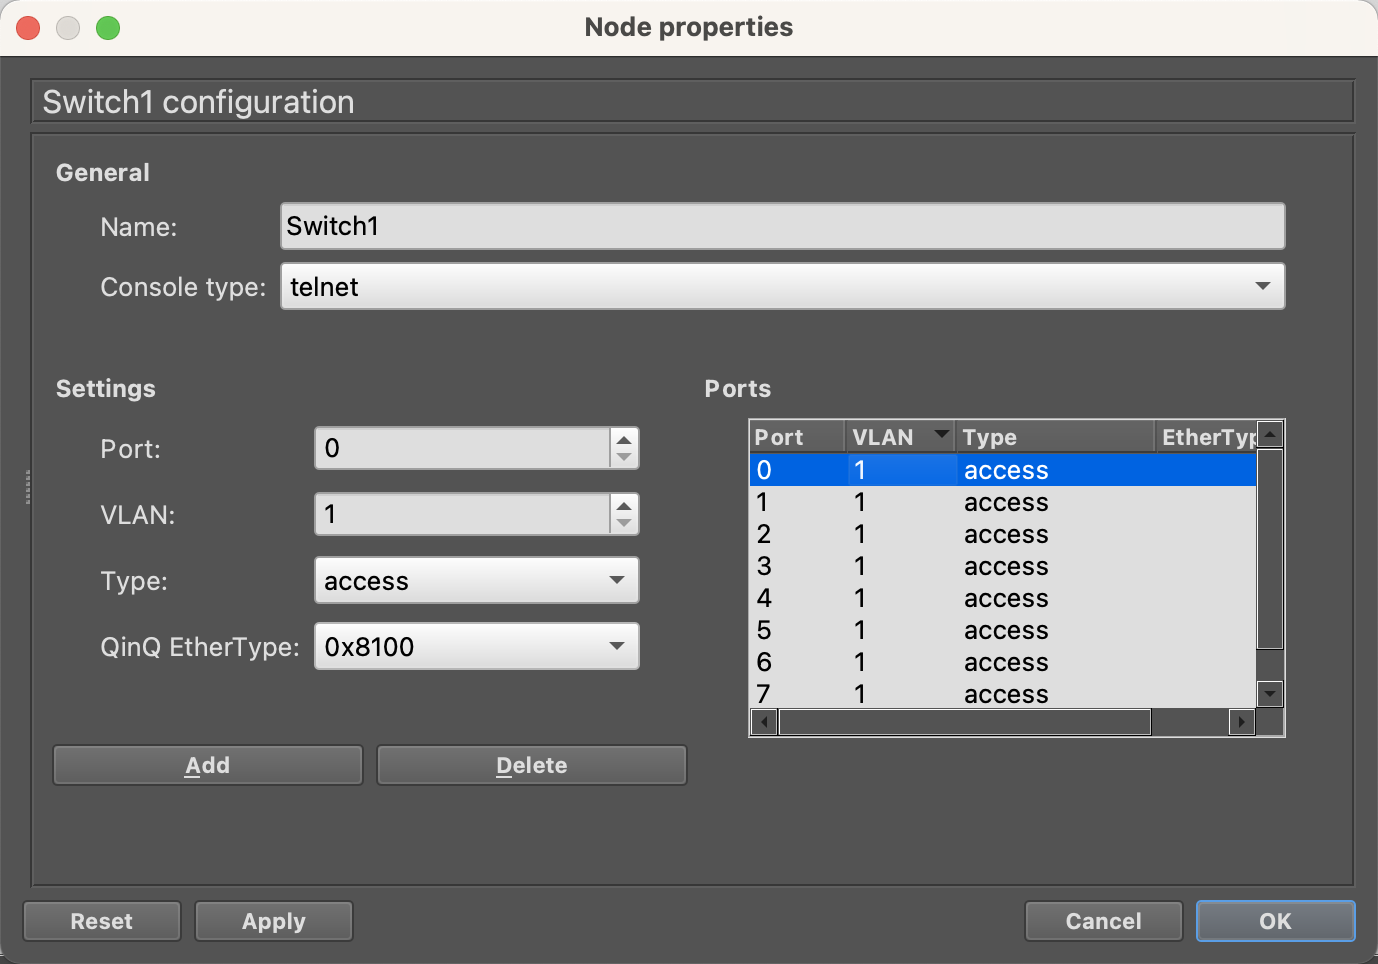 Node properties
Switch1 configuration
General
Name: Switch1
Console type: telnet
Settings
Port: 0
VLAN: 1
Type: access
QinQ EtherType: 0x8100
Add Delete
Ports
Port VLAN Type EtherTyp
0 1 access
1 1 access
2 1 access
3 1 access
4 1 access
5 1 access
6 1 access
7 1 access
Reset Apply Cancel OK